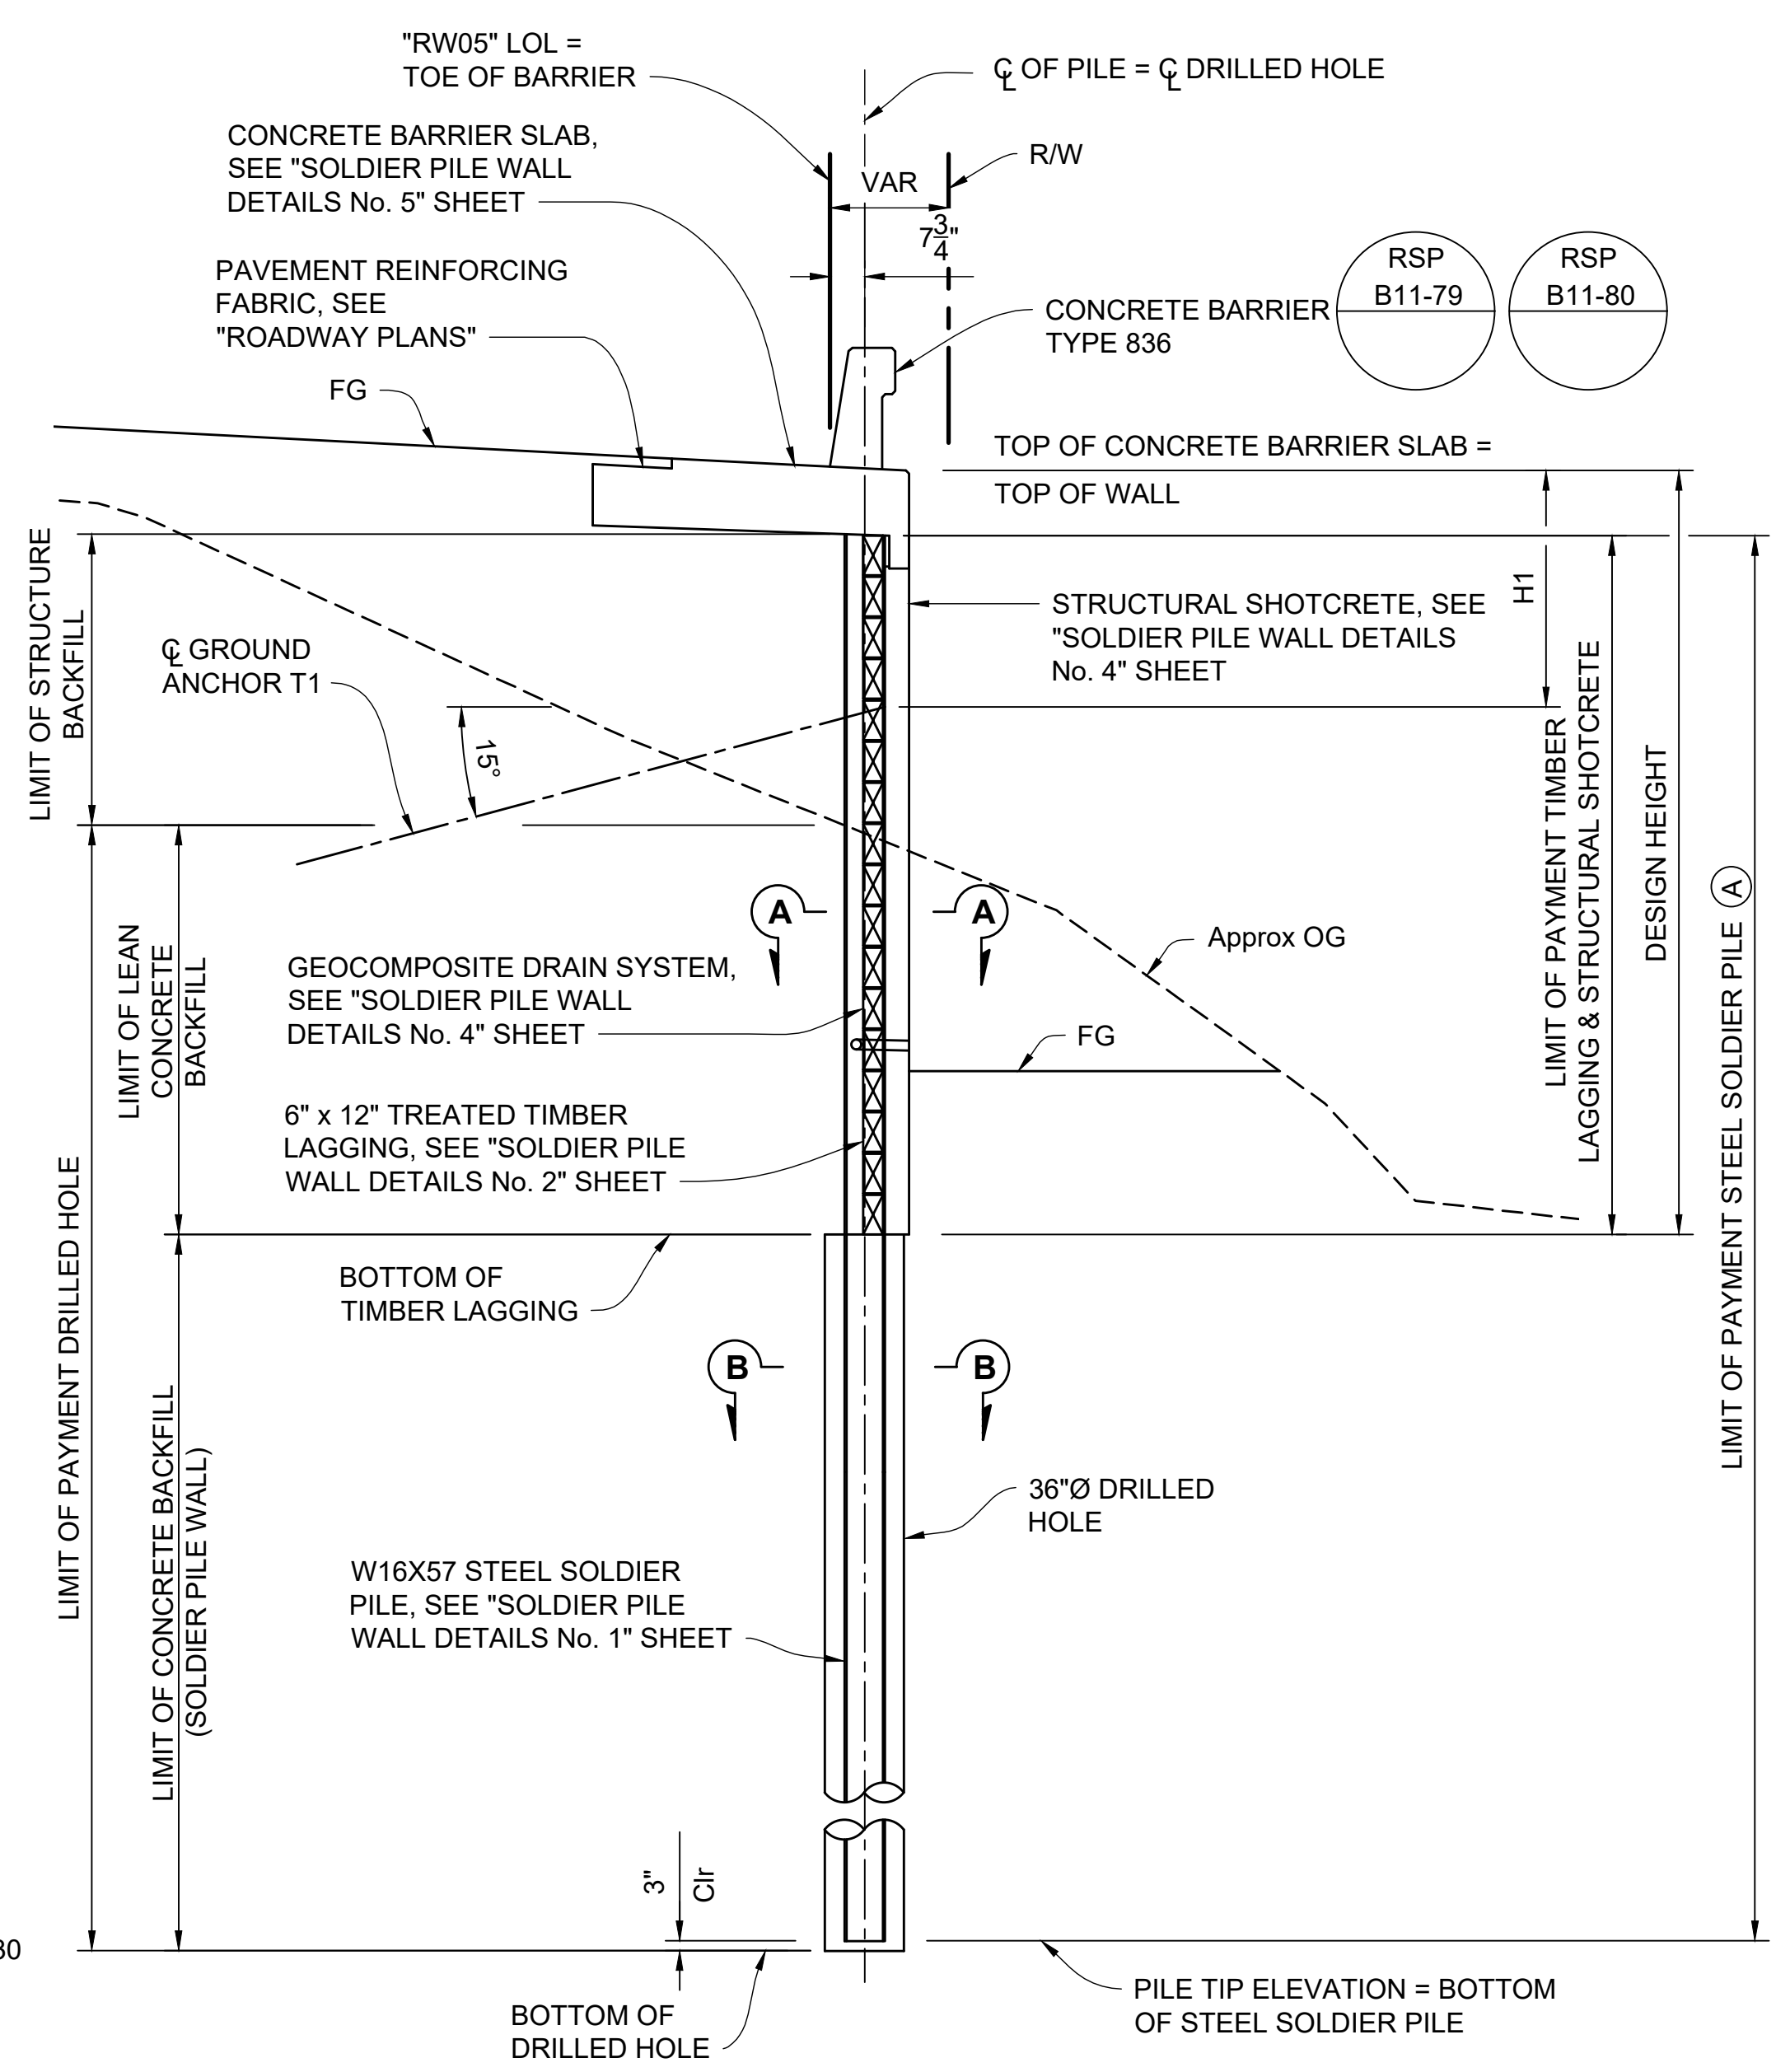 "RW05" LOL =
TOE OF BARRIER
℄ OF PILE = ℄ DRILLED HOLE
CONCRETE BARRIER SLAB,
SEE "SOLDIER PILE WALL
DETAILS No. 5" SHEET
R/W
VAR
7 3/4"
PAVEMENT REINFORCING
FABRIC, SEE
"ROADWAY PLANS"
RSP
B11-79
RSP
B11-80
CONCRETE BARRIER
TYPE 836
FG
TOP OF CONCRETE BARRIER SLAB =
TOP OF WALL
LIMIT OF STRUCTURE
BACKFILL
H1
STRUCTURAL SHOTCRETE, SEE
"SOLDIER PILE WALL DETAILS
No. 4" SHEET
℄ GROUND
ANCHOR T1
15°
LIMIT OF PAYMENT TIMBER
LAGGING & STRUCTURAL SHOTCRETE
DESIGN HEIGHT
LIMIT OF PAYMENT STEEL SOLDIER PILE A
A
A
LIMIT OF LEAN
CONCRETE
BACKFILL
Approx OG
GEOCOMPOSITE DRAIN SYSTEM,
SEE "SOLDIER PILE WALL
DETAILS No. 4" SHEET
FG
6" x 12" TREATED TIMBER
LAGGING, SEE "SOLDIER PILE
WALL DETAILS No. 2" SHEET
LIMIT OF PAYMENT DRILLED HOLE
BOTTOM OF
TIMBER LAGGING
B
B
LIMIT OF CONCRETE BACKFILL
(SOLDIER PILE WALL)
36"Ø DRILLED
HOLE
W16X57 STEEL SOLDIER
PILE, SEE "SOLDIER PILE
WALL DETAILS No. 1" SHEET
3"
Clr
PILE TIP ELEVATION = BOTTOM
OF STEEL SOLDIER PILE
BOTTOM OF
DRILLED HOLE